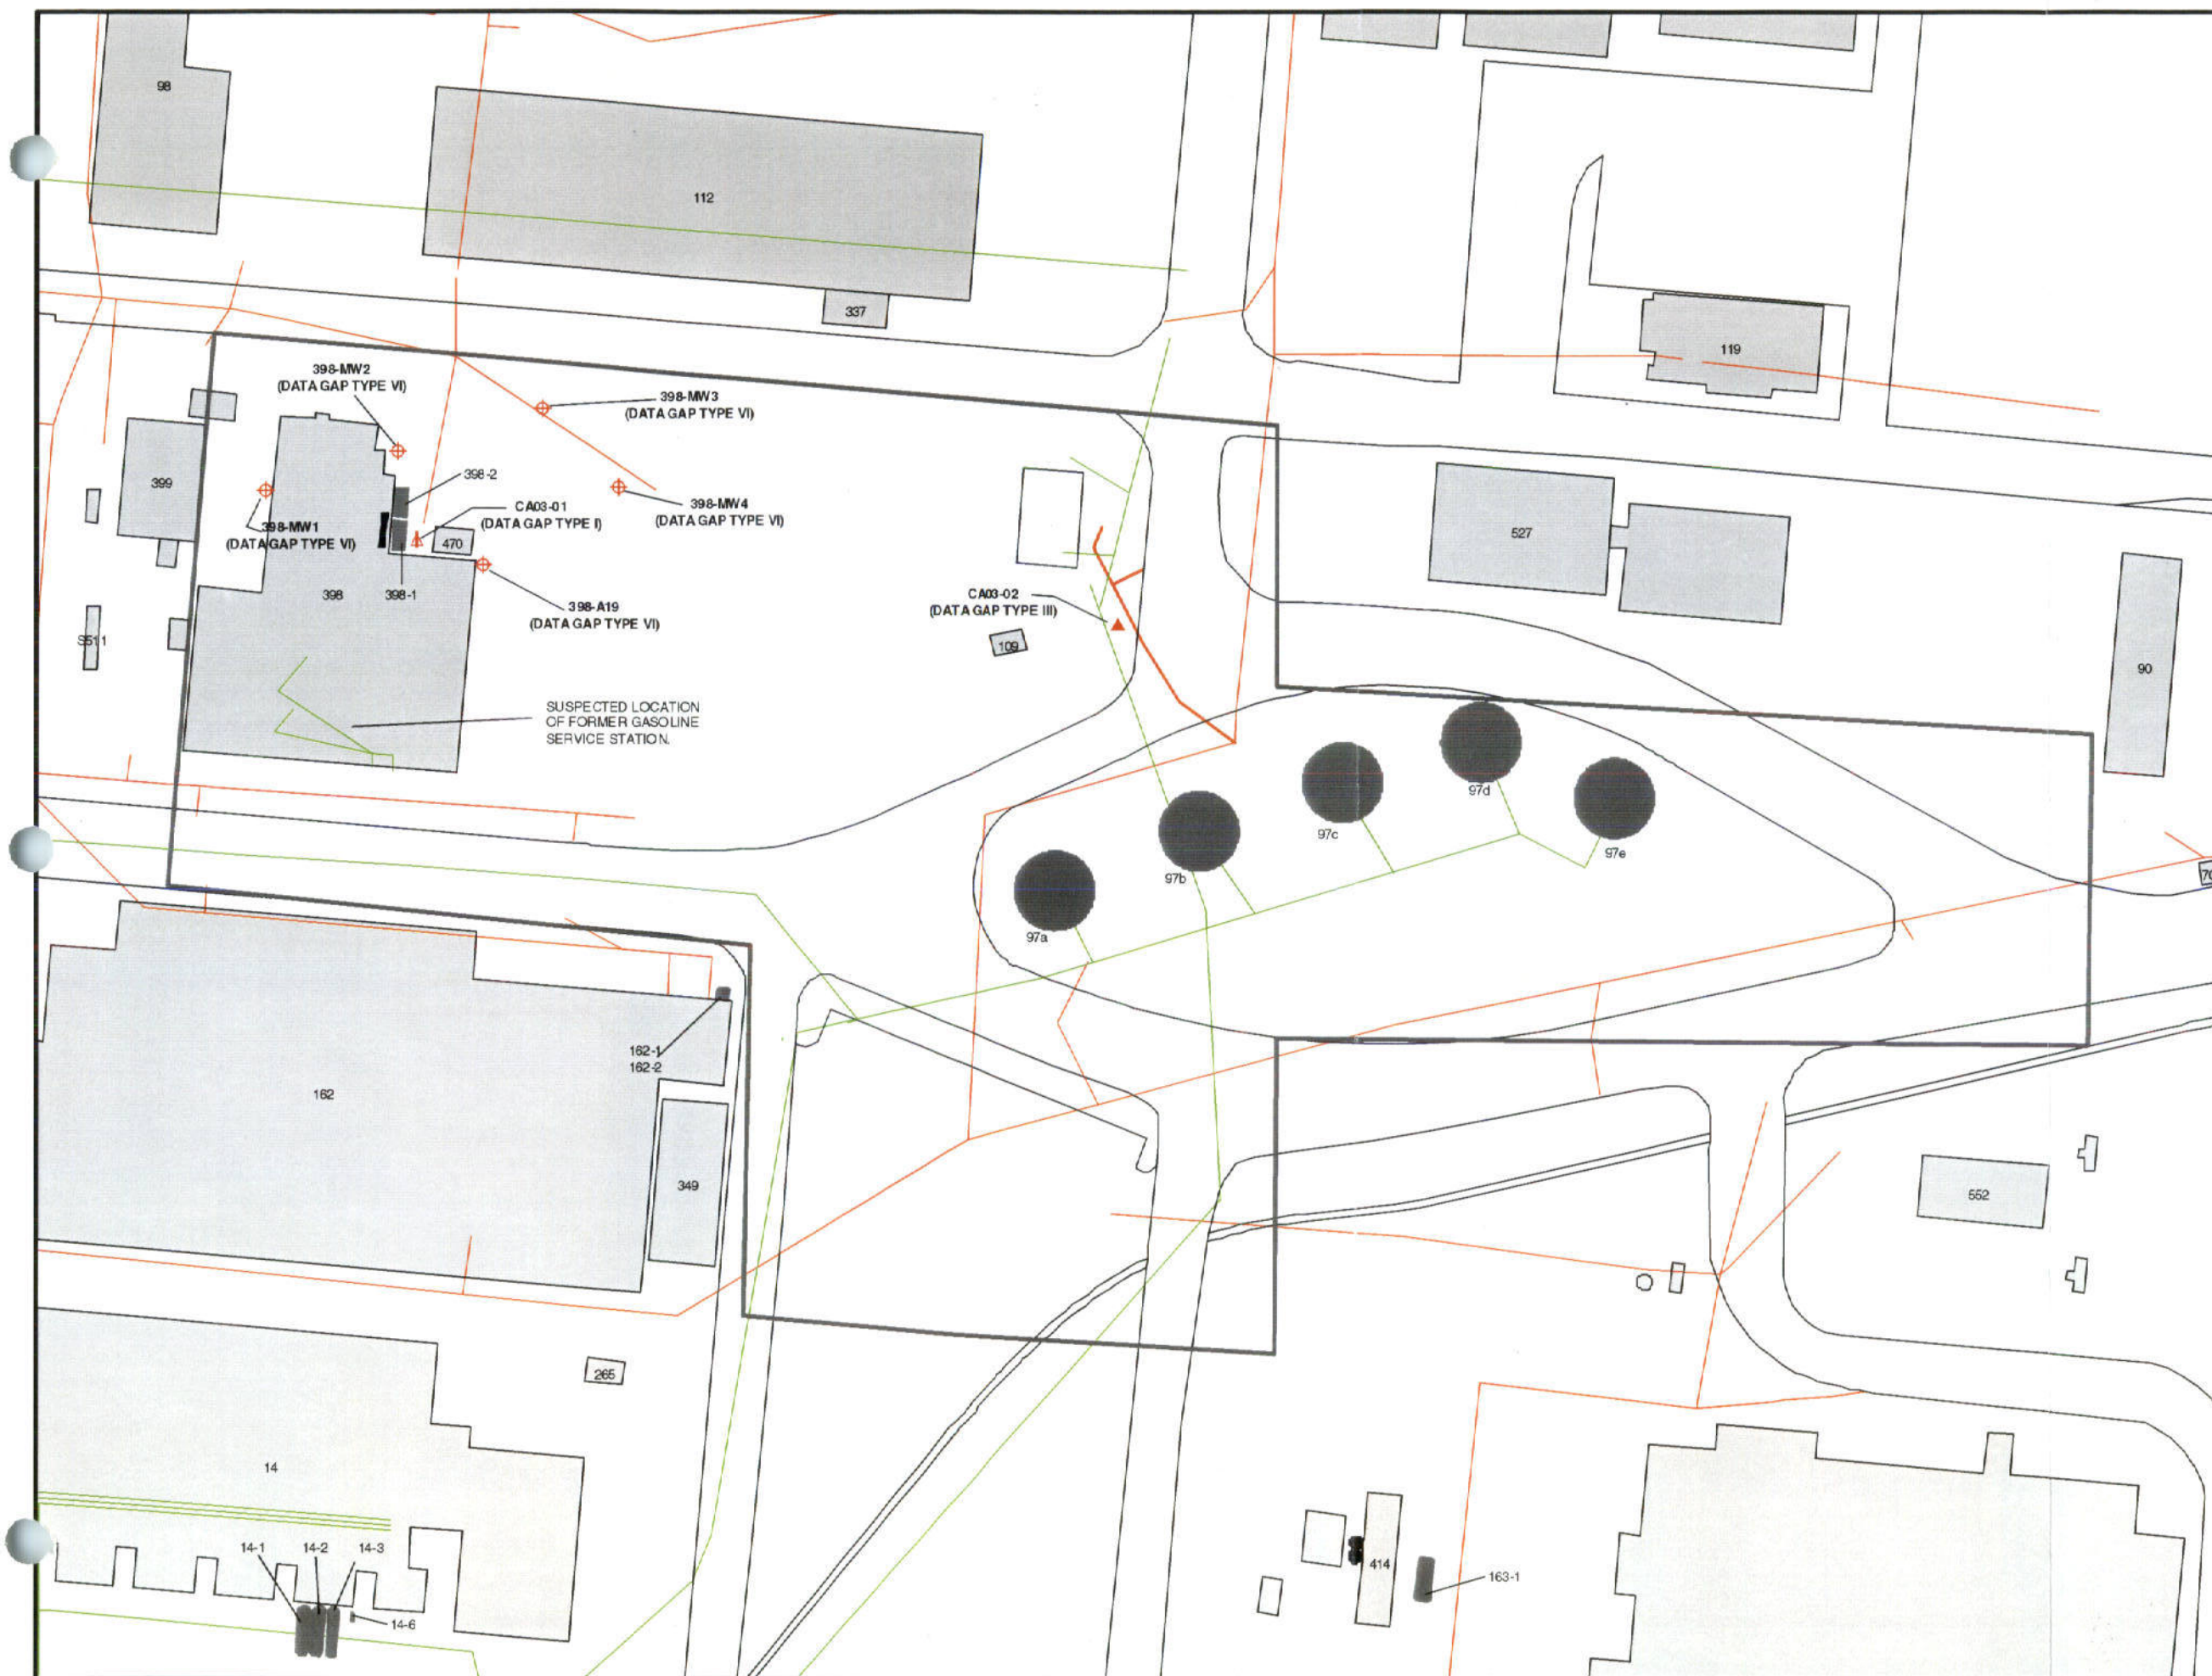 98
112
337
119
398-MW2
(DATA GAP TYPE VI)
398-MW3
(DATA GAP TYPE VI)
399
398-2
CA03-01
(DATA GAP TYPE I)
398-MW4
(DATA GAP TYPE VI)
398-MW1
(DATA GAP TYPE VI)
470
527
398
398-1
398-A19
(DATA GAP TYPE VI)
CA03-02
(DATA GAP TYPE III)
S511
109
90
SUSPECTED LOCATION
OF FORMER GASOLINE
SERVICE STATION.
97d
97c
97e
97b
97a
162-1
162-2
162
349
552
265
14
14-1
14-2
14-3
14-6
414
163-1